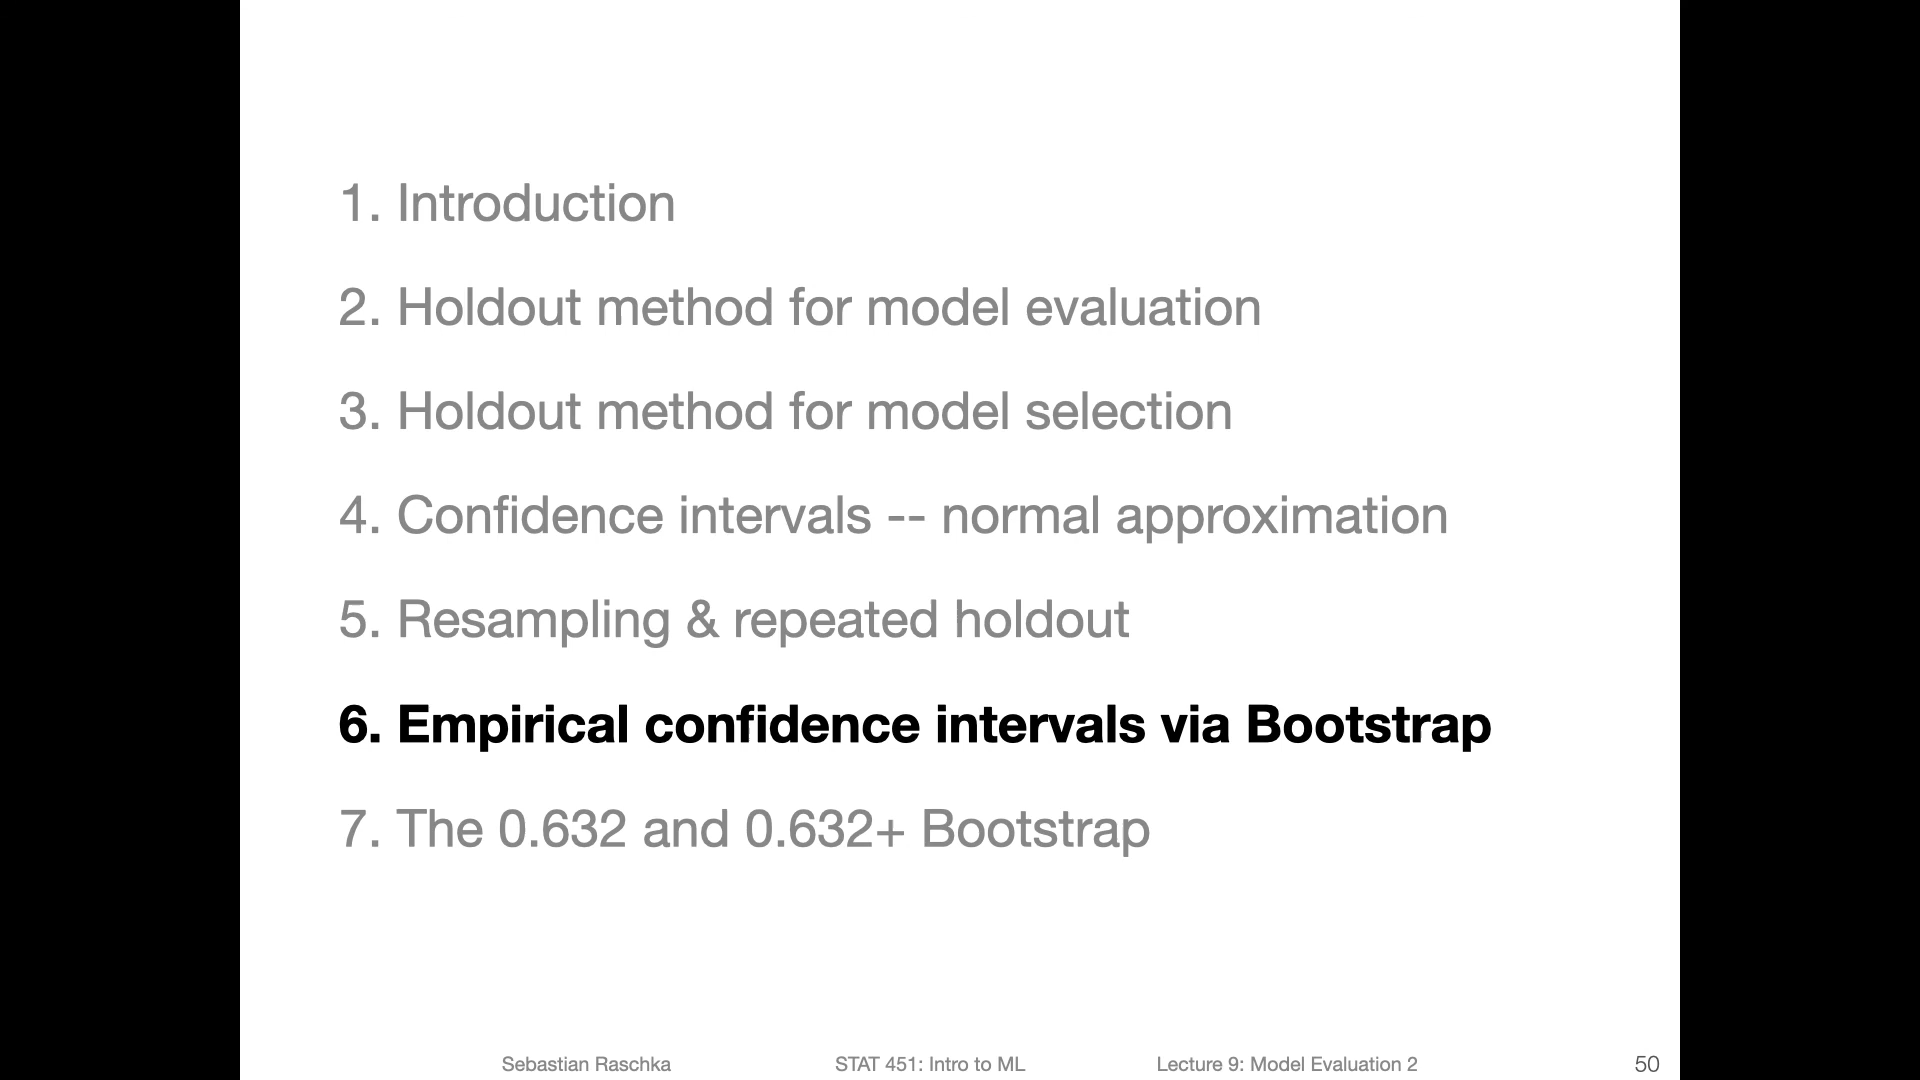 1. Introduction
2. Holdout method for model evaluation
3. Holdout method for model selection
4. Confidence intervals -- normal approximation
5. Resampling & repeated holdout
6. Empirical confidence intervals via Bootstrap
7. The 0.632 and 0.632+ Bootstrap
Sebastian Raschka STAT 451: Intro to ML Lecture 9: Model Evaluation 2 50